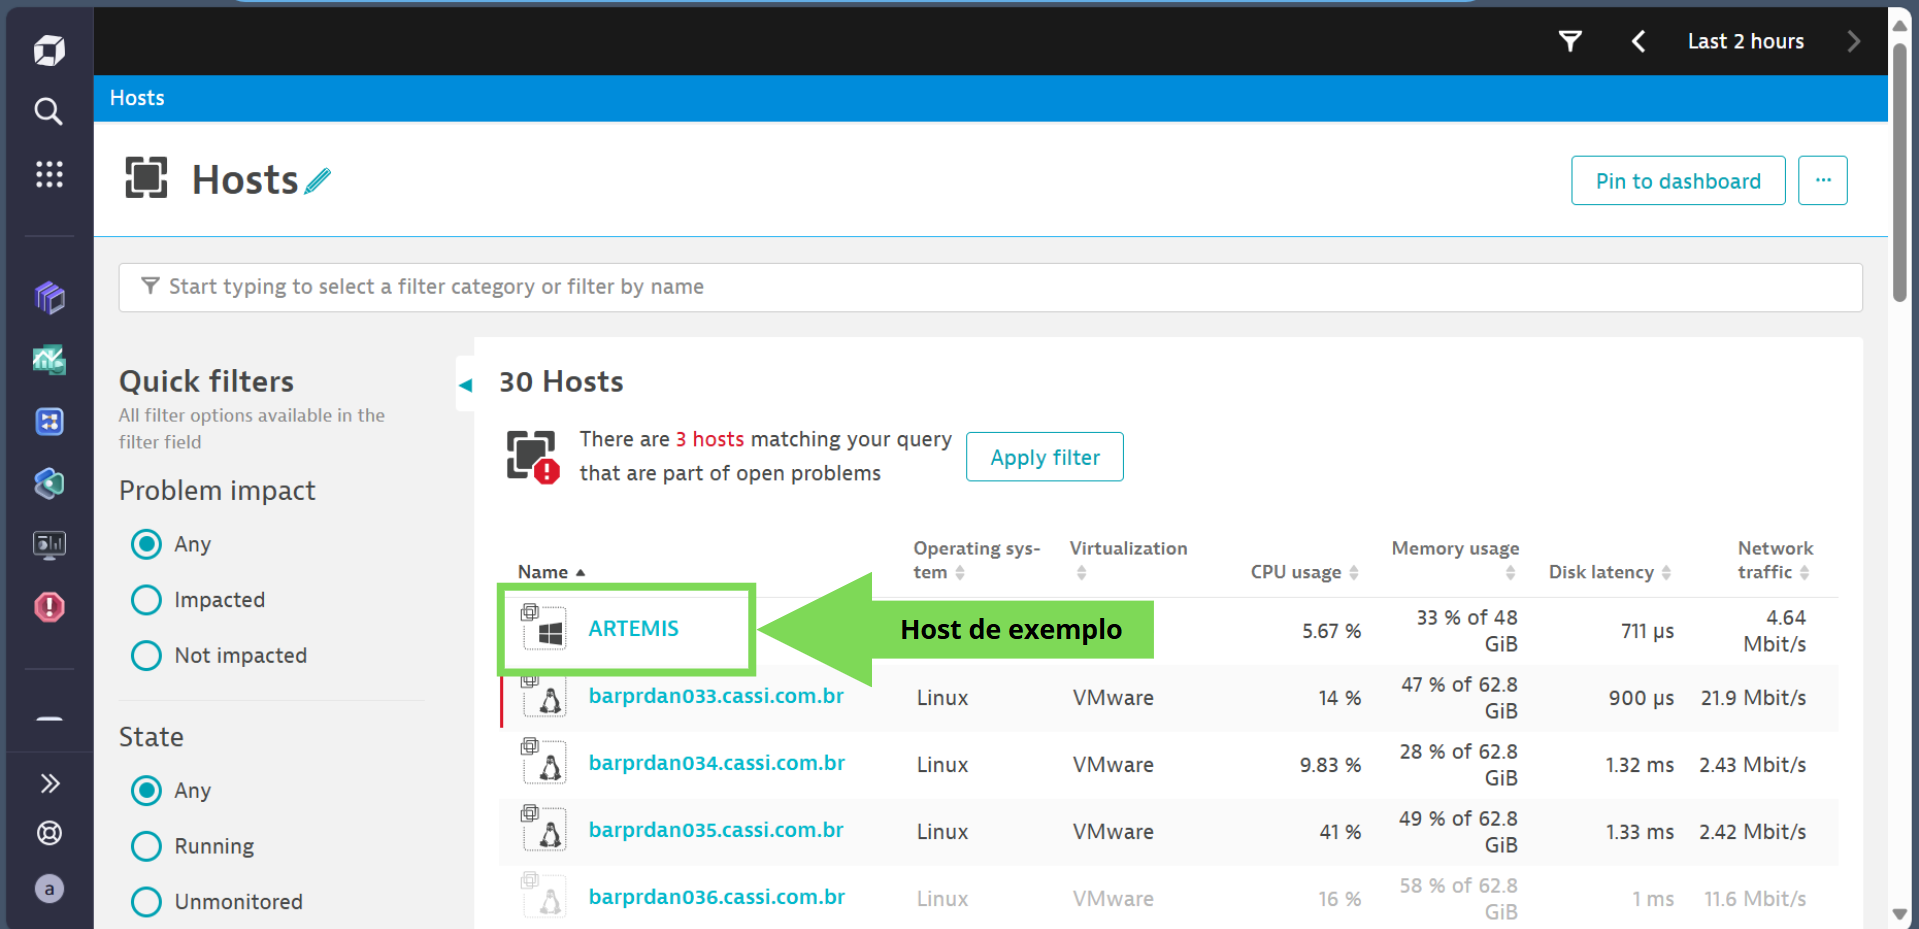 Last 2 hours
Hosts
Hosts
Pin to dashboard
...
Start typing to select a filter category or filter by name
Quick filters
All filter options available in the
filter field
Problem impact
Any
Impacted
Not impacted
State
Any
Running
Unmonitored
a
30 Hosts
There are 3 hosts matching your query
that are part of open problems
Apply filter
Name
Operating sys-
tem
Virtualization
CPU usage
Memory usage
Disk latency
Network
traffic
ARTEMIS
Host de exemplo
5.67 %
33 % of 48
GiB
711 µs
4.64
Mbit/s
barprdan033.cassi.com.br
Linux
VMware
14 %
47 % of 62.8
GiB
900 µs
21.9 Mbit/s
barprdan034.cassi.com.br
Linux
VMware
9.83 %
28 % of 62.8
GiB
1.32 ms
2.43 Mbit/s
barprdan035.cassi.com.br
Linux
VMware
41 %
49 % of 62.8
GiB
1.33 ms
2.42 Mbit/s
barprdan036.cassi.com.br
Linux
VMware
16 %
58 % of 62.8
GiB
1 ms
11.6 Mbit/s